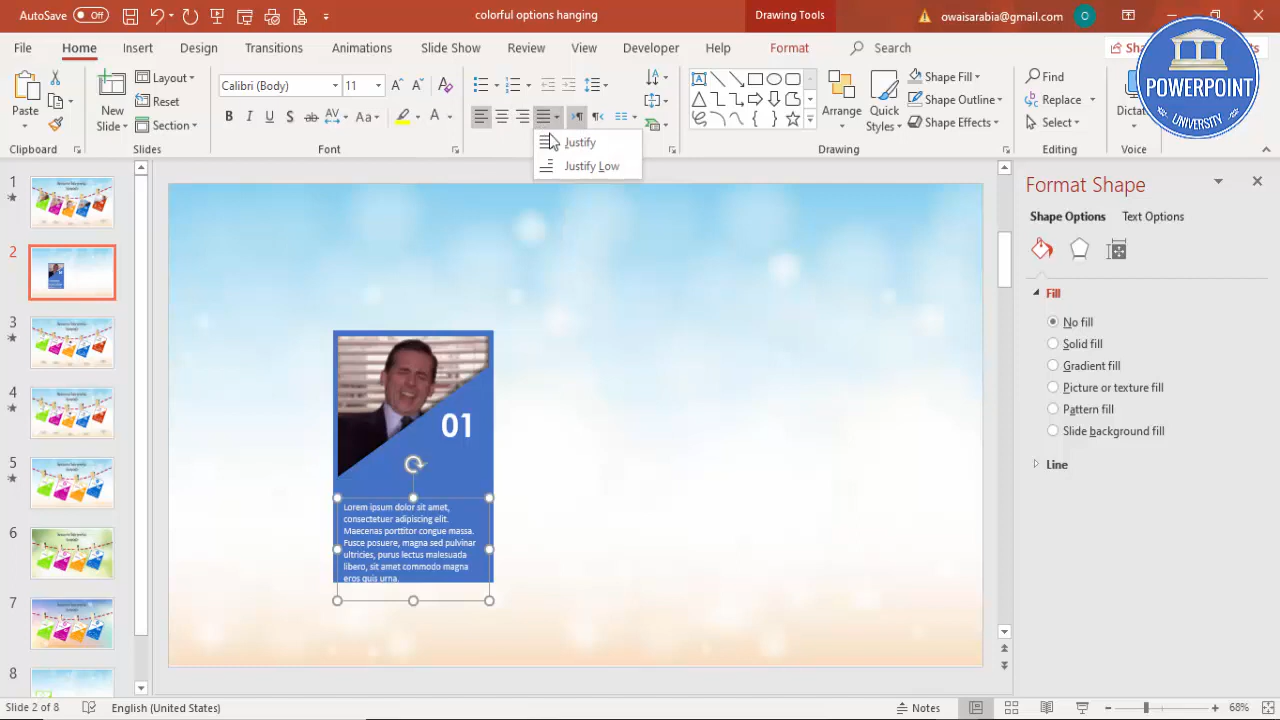 AutoSave Off
colorful options hanging
Drawing Tools
owaisarabia@gmail.com
O
File Home Insert Design Transitions Animations Slide Show Review View Developer Help Format Search
Paste
Clipboard
New Slide
Layout
Reset
Section
Slides
Calibri (Body) 11
B I U S ab AV Aa A
Font
Justify
Justify Low
Arrange
Quick Styles
Shape Fill
Shape Outline
Shape Effects
Drawing
Find
Select
Editing
POWERPOINT
UNIVERSITY
1
2
3
4
5
6
7
8
01
Lorem ipsum dolor sit amet,
consectetuer adipiscing elit.
Maecenas porttitor congue massa.
Fusce posuere, magna sed pulvinar
ultricies, purus lectus malesuada
libero, sit amet commodo magna
eros quis urna.
Format Shape
Shape Options Text Options
Fill
No fill
Solid fill
Gradient fill
Picture or texture fill
Pattern fill
Slide background fill
Line
Slide 2 of 8 English (United States) Notes 68%